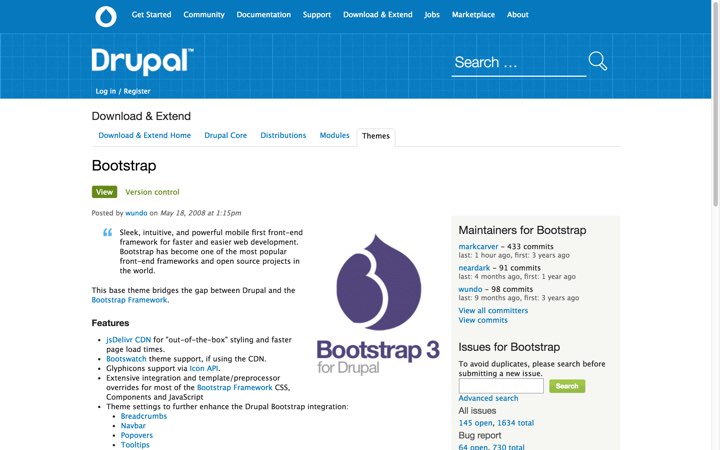 Get Started Community Documentation Support Download & Extend Jobs Marketplace About
Drupal™
Search ...
Log in / Register
Download & Extend
Download & Extend Home Drupal Core Distributions Modules Themes
Bootstrap
View Version control
Posted by wundo on May 18, 2008 at 1:15pm
“ Sleek, intuitive, and powerful mobile first front-end
framework for faster and easier web development.
Bootstrap has become one of the most popular
front-end frameworks and open source projects in
the world.
This base theme bridges the gap between Drupal and the
Bootstrap Framework.
Features
• jsDelivr CDN for "out-of-the-box" styling and faster
page load times.
• Bootswatch theme support, if using the CDN.
• Glyphicons support via Icon API.
• Extensive integration and template/preprocessor
overrides for most of the Bootstrap Framework CSS,
Components and JavaScript
• Theme settings to further enhance the Drupal Bootstrap integration:
• Breadcrumbs
• Navbar
• Popovers
• Tooltips
Bootstrap 3
for Drupal
Maintainers for Bootstrap
markcarver – 433 commits
last: 1 hour ago, first: 3 years ago
neardark – 91 commits
last: 4 months ago, first: 1 year ago
wundo – 98 commits
last: 9 months ago, first: 3 years ago
View all committers
View commits
Issues for Bootstrap
To avoid duplicates, please search before
submitting a new issue.
Search
Advanced search
All issues
145 open, 1634 total
Bug report
64 open, 730 total